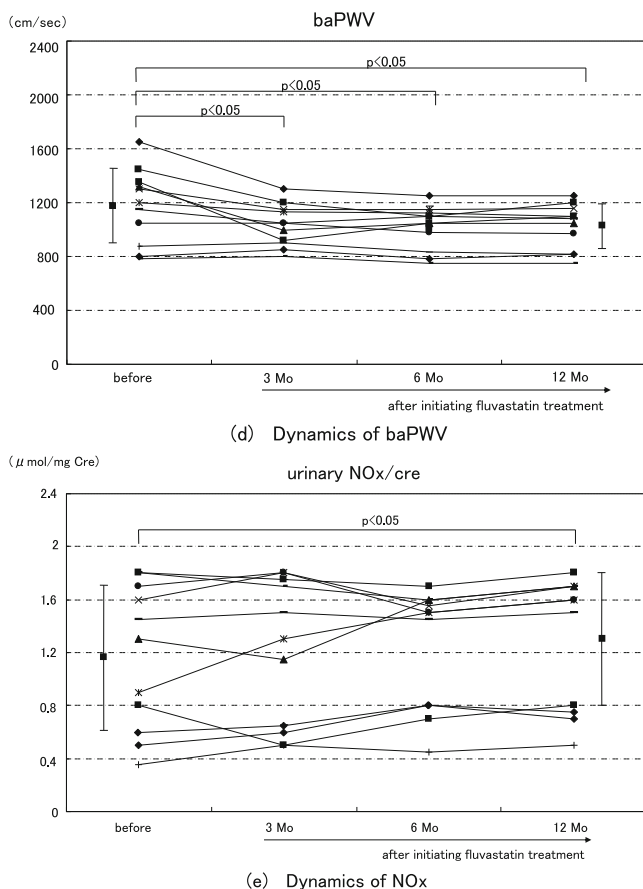 (cm/sec)
baPWV
2400
2000
1600
1200
800
400
0
p<0.05
p<0.05
p<0.05
before
3 Mo
6 Mo
12 Mo
after initiating fluvastatin treatment
(d) Dynamics of baPWV
(μ mol/mg Cre)
urinary NOx/cre
2.4
2
1.6
1.2
0.8
0.4
0
p<0.05
before
3 Mo
6 Mo
12 Mo
after initiating fluvastatin treatment
(e) Dynamics of NOx